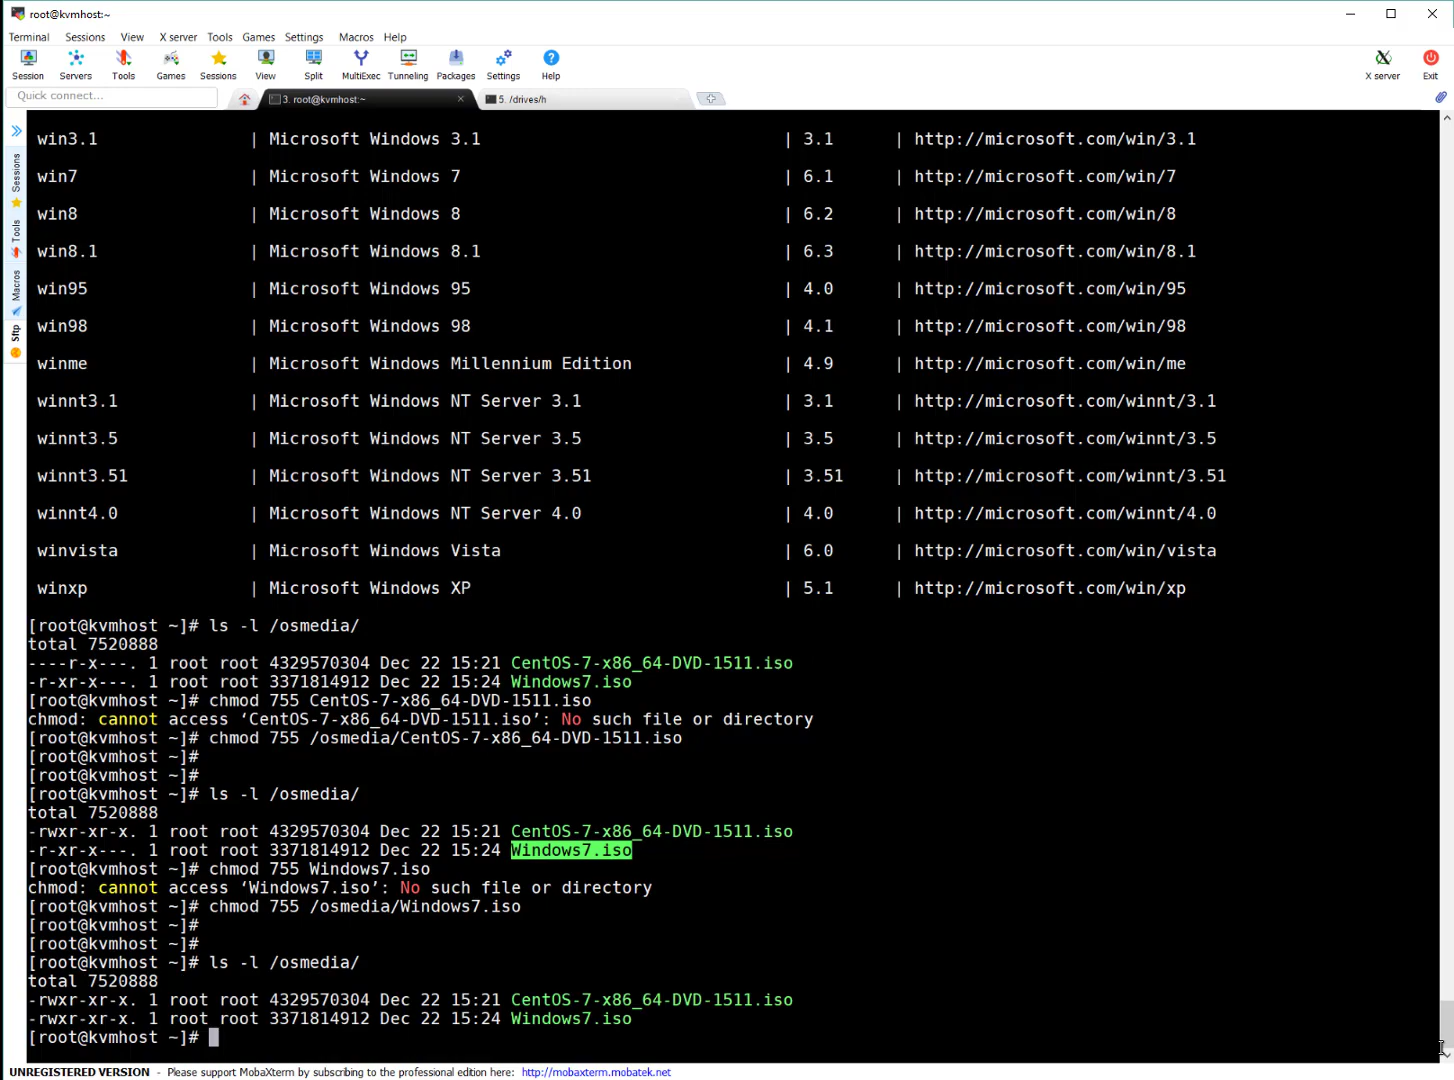 root@kvmhost:~
Terminal Sessions View X server Tools Games Settings Macros Help
Session Servers Tools Games Sessions View Split MultiExec Tunneling Packages Settings Help X server Exit
Quick connect... 3. root@kvmhost:~ 5. /drives/h
Sessions
Tools
Macros
Sftp
win3.1 | Microsoft Windows 3.1 | 3.1 | http://microsoft.com/win/3.1
win7 | Microsoft Windows 7 | 6.1 | http://microsoft.com/win/7
win8 | Microsoft Windows 8 | 6.2 | http://microsoft.com/win/8
win8.1 | Microsoft Windows 8.1 | 6.3 | http://microsoft.com/win/8.1
win95 | Microsoft Windows 95 | 4.0 | http://microsoft.com/win/95
win98 | Microsoft Windows 98 | 4.1 | http://microsoft.com/win/98
winme | Microsoft Windows Millennium Edition | 4.9 | http://microsoft.com/win/me
winnt3.1 | Microsoft Windows NT Server 3.1 | 3.1 | http://microsoft.com/winnt/3.1
winnt3.5 | Microsoft Windows NT Server 3.5 | 3.5 | http://microsoft.com/winnt/3.5
winnt3.51 | Microsoft Windows NT Server 3.51 | 3.51 | http://microsoft.com/winnt/3.51
winnt4.0 | Microsoft Windows NT Server 4.0 | 4.0 | http://microsoft.com/winnt/4.0
winvista | Microsoft Windows Vista | 6.0 | http://microsoft.com/win/vista
winxp | Microsoft Windows XP | 5.1 | http://microsoft.com/win/xp
[root@kvmhost ~]# ls -l /osmedia/
total 7520888
----r-x---. 1 root root 4329570304 Dec 22 15:21 CentOS-7-x86_64-DVD-1511.iso
-r-xr-x---. 1 root root 3371814912 Dec 22 15:24 Windows7.iso
[root@kvmhost ~]# chmod 755 CentOS-7-x86_64-DVD-1511.iso
chmod: cannot access ‘CentOS-7-x86_64-DVD-1511.iso’: No such file or directory
[root@kvmhost ~]# chmod 755 /osmedia/CentOS-7-x86_64-DVD-1511.iso
[root@kvmhost ~]#
[root@kvmhost ~]#
[root@kvmhost ~]# ls -l /osmedia/
total 7520888
-rwxr-xr-x. 1 root root 4329570304 Dec 22 15:21 CentOS-7-x86_64-DVD-1511.iso
-r-xr-x---. 1 root root 3371814912 Dec 22 15:24 Windows7.iso
[root@kvmhost ~]# chmod 755 Windows7.iso
chmod: cannot access ‘Windows7.iso’: No such file or directory
[root@kvmhost ~]# chmod 755 /osmedia/Windows7.iso
[root@kvmhost ~]#
[root@kvmhost ~]#
[root@kvmhost ~]# ls -l /osmedia/
total 7520888
-rwxr-xr-x. 1 root root 4329570304 Dec 22 15:21 CentOS-7-x86_64-DVD-1511.iso
-rwxr-xr-x. 1 root root 3371814912 Dec 22 15:24 Windows7.iso
[root@kvmhost ~]#
UNREGISTERED VERSION - Please support MobaXterm by subscribing to the professional edition here: http://mobaxterm.mobatek.net